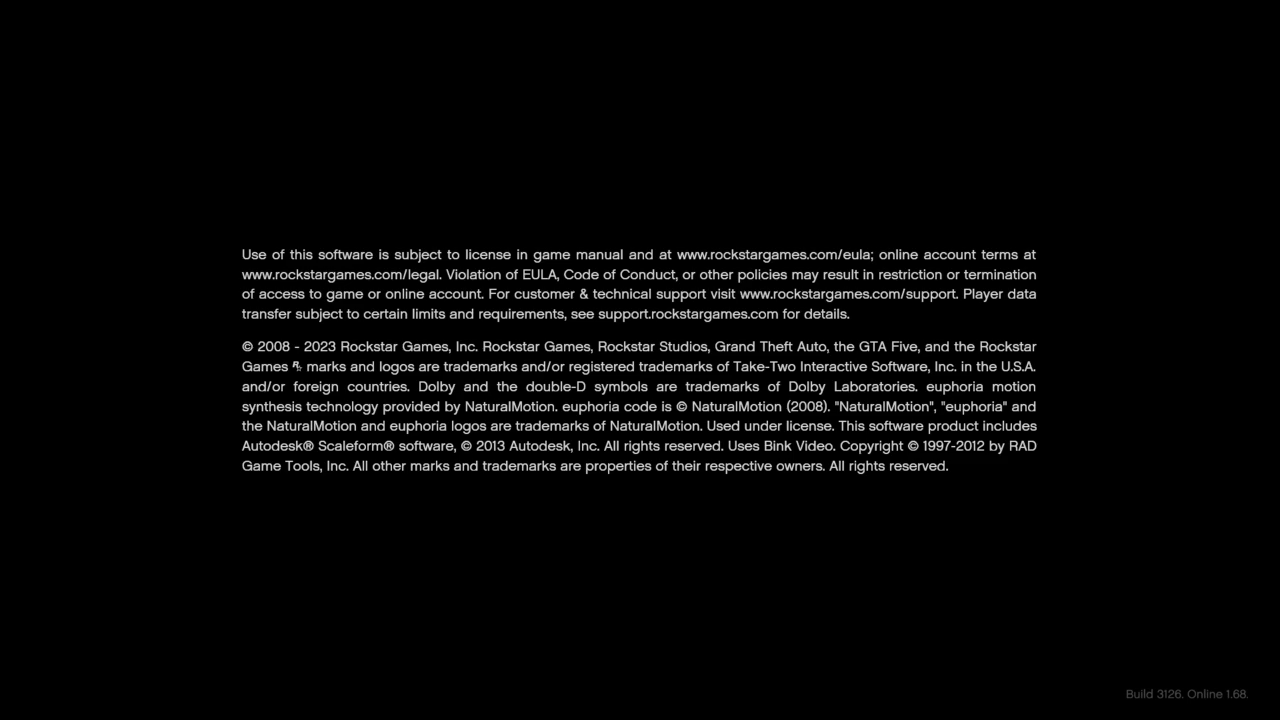 Use of this software is subject to license in game manual and at www.rockstargames.com/eula; online account terms at
www.rockstargames.com/legal. Violation of EULA, Code of Conduct, or other policies may result in restriction or termination
of access to game or online account. For customer & technical support visit www.rockstargames.com/support. Player data
transfer subject to certain limits and requirements, see support.rockstargames.com for details.
© 2008 - 2023 Rockstar Games, Inc. Rockstar Games, Rockstar Studios, Grand Theft Auto, the GTA Five, and the Rockstar
Games R* marks and logos are trademarks and/or registered trademarks of Take-Two Interactive Software, Inc. in the U.S.A.
and/or foreign countries. Dolby and the double-D symbols are trademarks of Dolby Laboratories. euphoria motion
synthesis technology provided by NaturalMotion. euphoria code is © NaturalMotion (2008). "NaturalMotion", "euphoria" and
the NaturalMotion and euphoria logos are trademarks of NaturalMotion. Used under license. This software product includes
Autodesk® Scaleform® software, © 2013 Autodesk, Inc. All rights reserved. Uses Bink Video. Copyright © 1997-2012 by RAD
Game Tools, Inc. All other marks and trademarks are properties of their respective owners. All rights reserved.
Build 3126. Online 1.68.